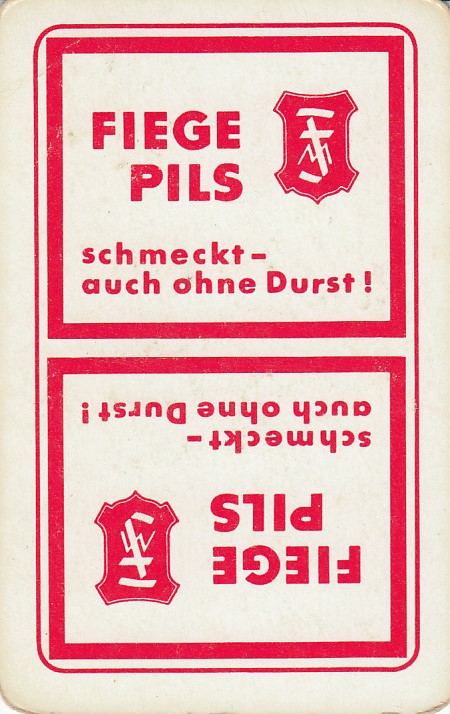 FIEGE
PILS
schmeckt–
auch ohne Durst!
FIEGE
PILS
schmeckt–
auch ohne Durst!